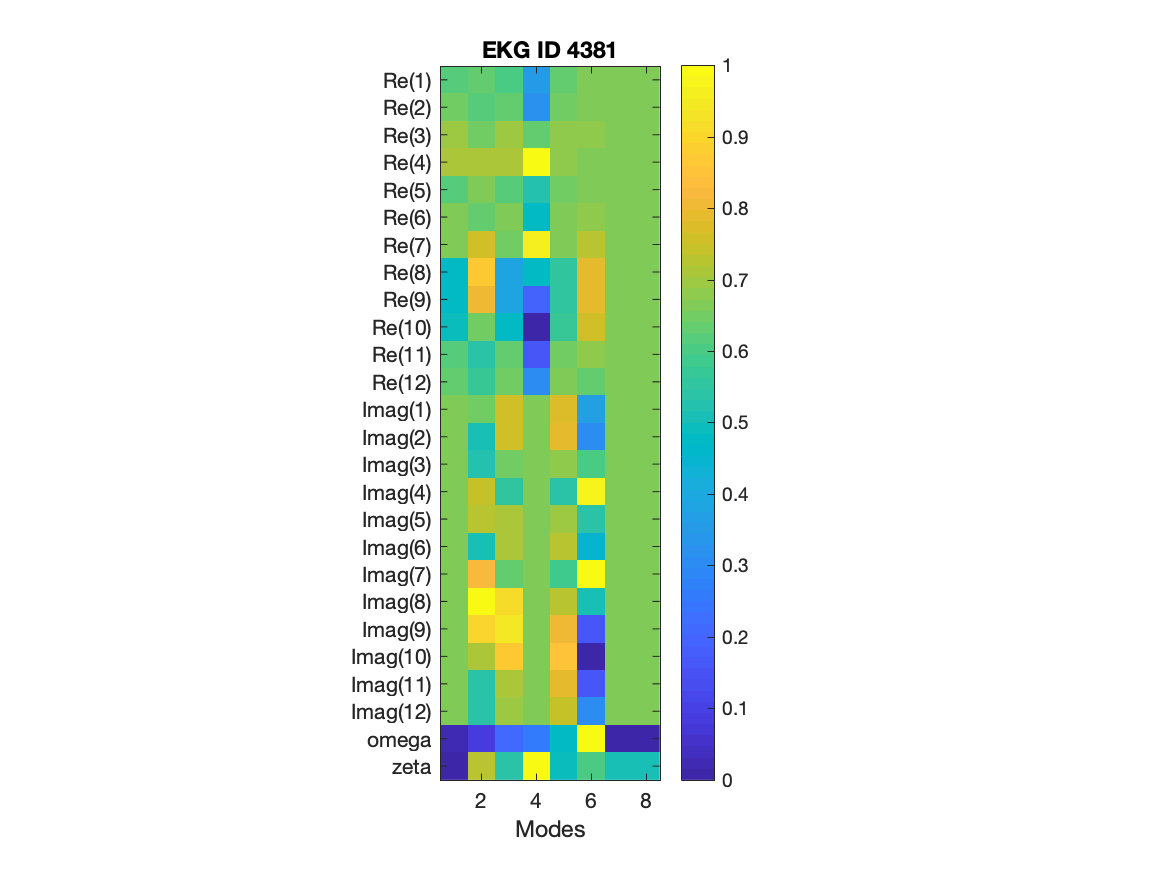 EKG ID 4381
Re(1)
Re(2)
Re(3)
Re(4)
Re(5)
Re(6)
Re(7)
Re(8)
Re(9)
Re(10)
Re(11)
Re(12)
Imag(1)
Imag(2)
Imag(3)
Imag(4)
Imag(5)
Imag(6)
Imag(7)
Imag(8)
Imag(9)
Imag(10)
Imag(11)
Imag(12)
omega
zeta
2 4 6 8
Modes
1
0.9
0.8
0.7
0.6
0.5
0.4
0.3
0.2
0.1
0